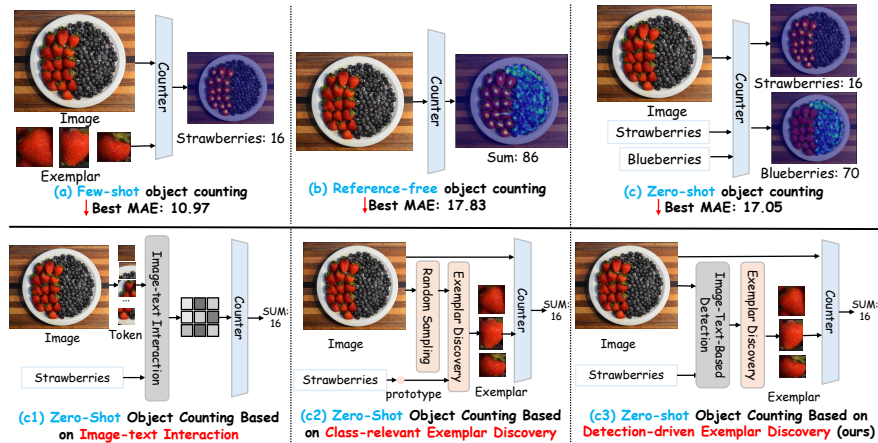 Image
Exemplar
Counter
Strawberries: 16
(a) Few-shot object counting
↓Best MAE: 10.97
Counter
Sum: 86
(b) Reference-free object counting
↓Best MAE: 17.83
Image
Strawberries
Blueberries
Counter
Strawberries: 16
Blueberries: 70
(c) Zero-shot object counting
↓Best MAE: 17.05
Image
Token
...
Strawberries
Image-text Interaction
Counter
SUM:
16
(c1) Zero-Shot Object Counting Based
on Image-text Interaction
Image
Strawberries
prototype
Random Sampling
Exemplar Discovery
Exemplar
Counter
SUM:
16
(c2) Zero-Shot Object Counting Based
on Class-relevant Exemplar Discovery
Image
Strawberries
Image-Text-Based
Detection
Exemplar Discovery
Exemplar
Counter
SUM:
16
(c3) Zero-shot Object Counting Based on
Detection-driven Exemplar Discovery (ours)